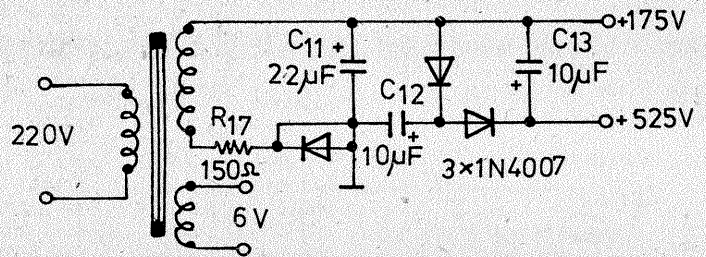 +175V
C11 +
2·2µF
C13
10µF
+
C12
220V
R17
150Ω
+
10µF
+ 525V
3×1N4007
6V